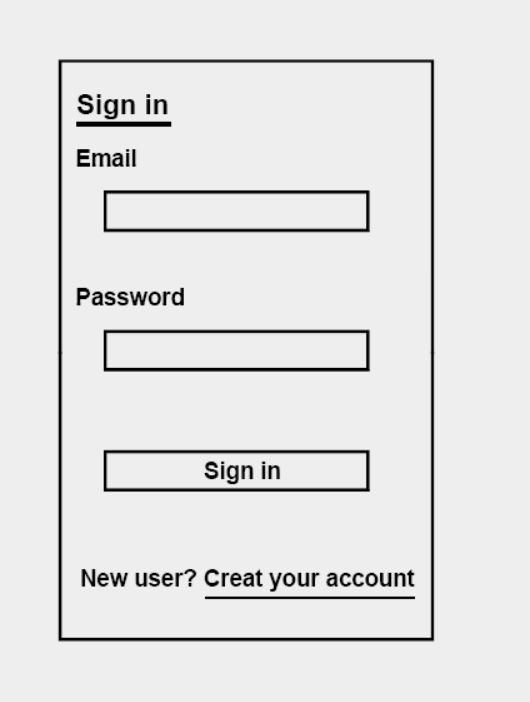 Sign in
Email
Password
Sign in
New user? Creat your account